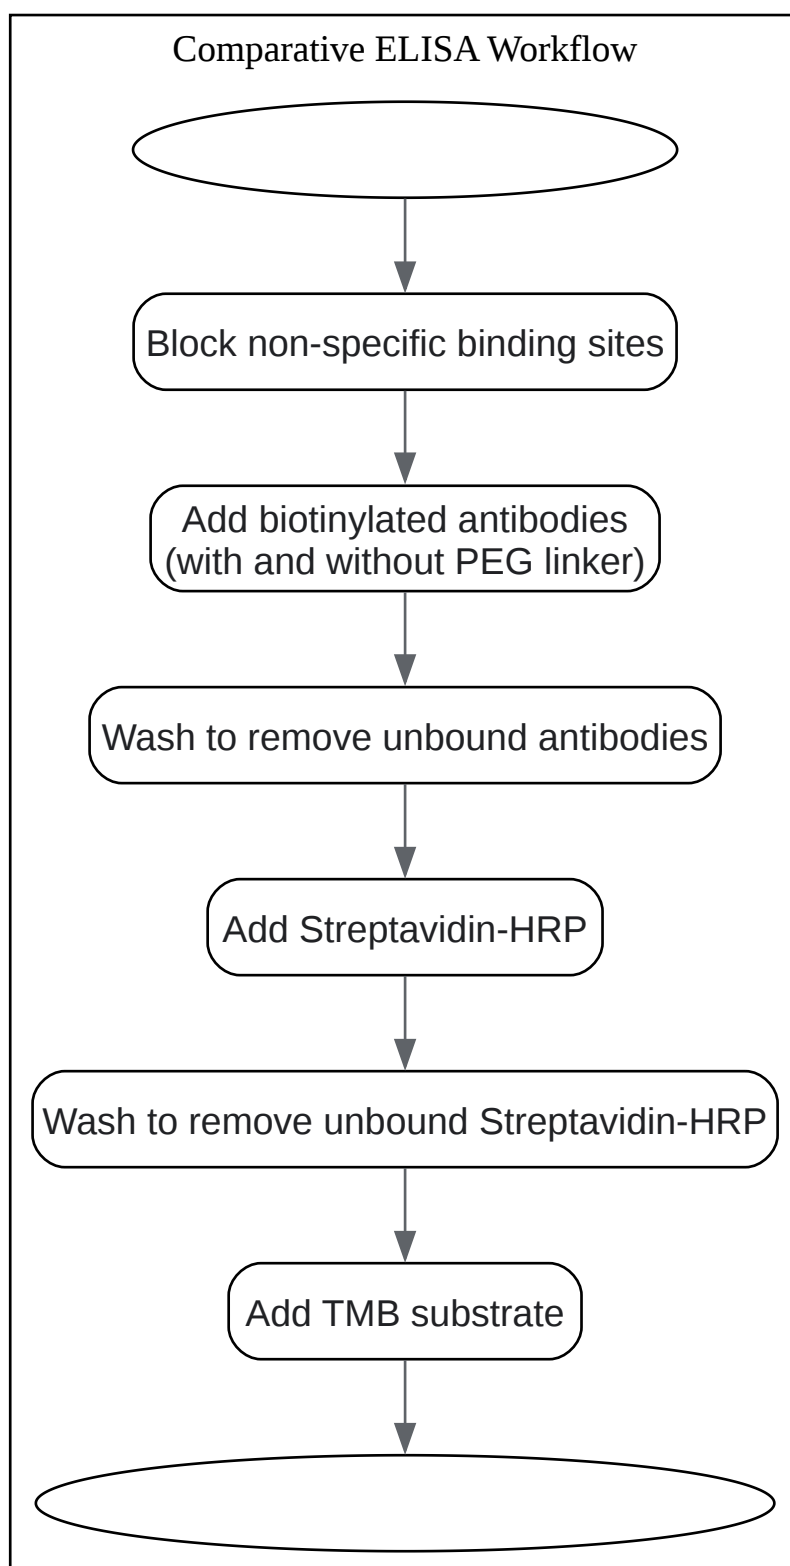 Comparative ELISA Workflow
Block non-specific binding sites
Add biotinylated antibodies
(with and without PEG linker)
Wash to remove unbound antibodies
Add Streptavidin-HRP
Wash to remove unbound Streptavidin-HRP
Add TMB substrate